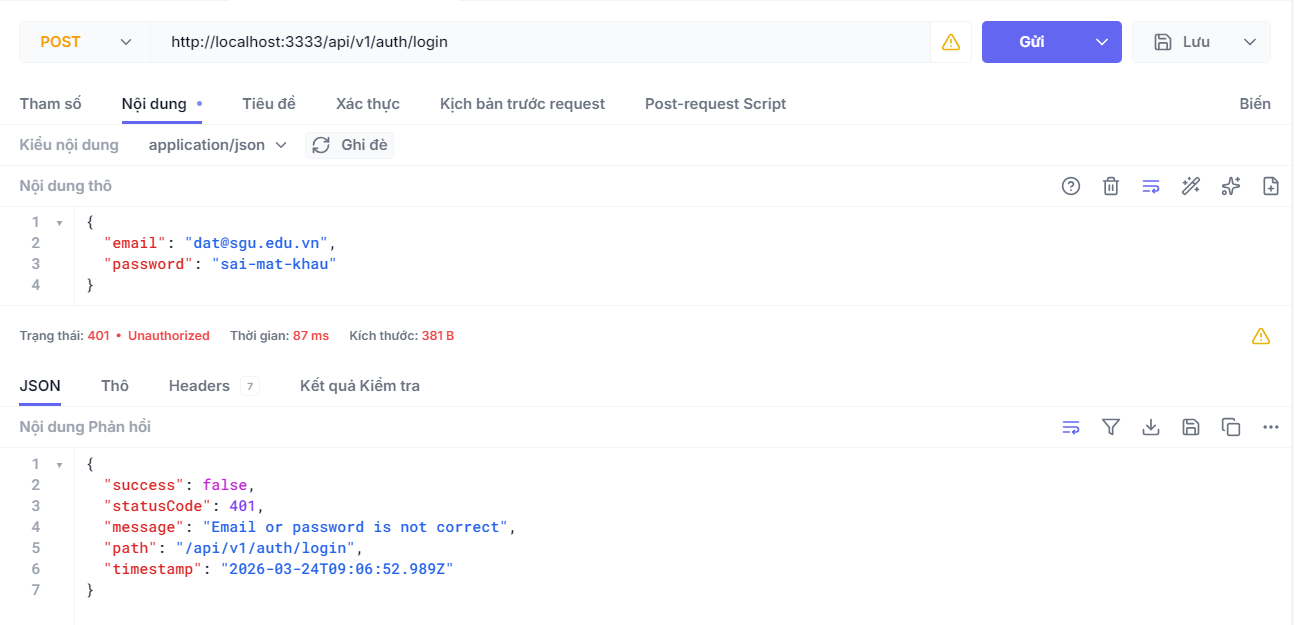 POST http://localhost:3333/api/v1/auth/login Gửi Lưu
Tham số Nội dung Tiêu đề Xác thực Kịch bản trước request Post-request Script Biến
Kiểu nội dung application/json Ghi đè
Nội dung thô
1 {
2 "email": "dat@sgu.edu.vn",
3 "password": "sai-mat-khau"
4 }
Trạng thái: 401 • Unauthorized Thời gian: 87 ms Kích thước: 381 B
JSON Thô Headers 7 Kết quả Kiểm tra
Nội dung Phản hồi
1 {
2 "success": false,
3 "statusCode": 401,
4 "message": "Email or password is not correct",
5 "path": "/api/v1/auth/login",
6 "timestamp": "2026-03-24T09:06:52.989Z"
7 }